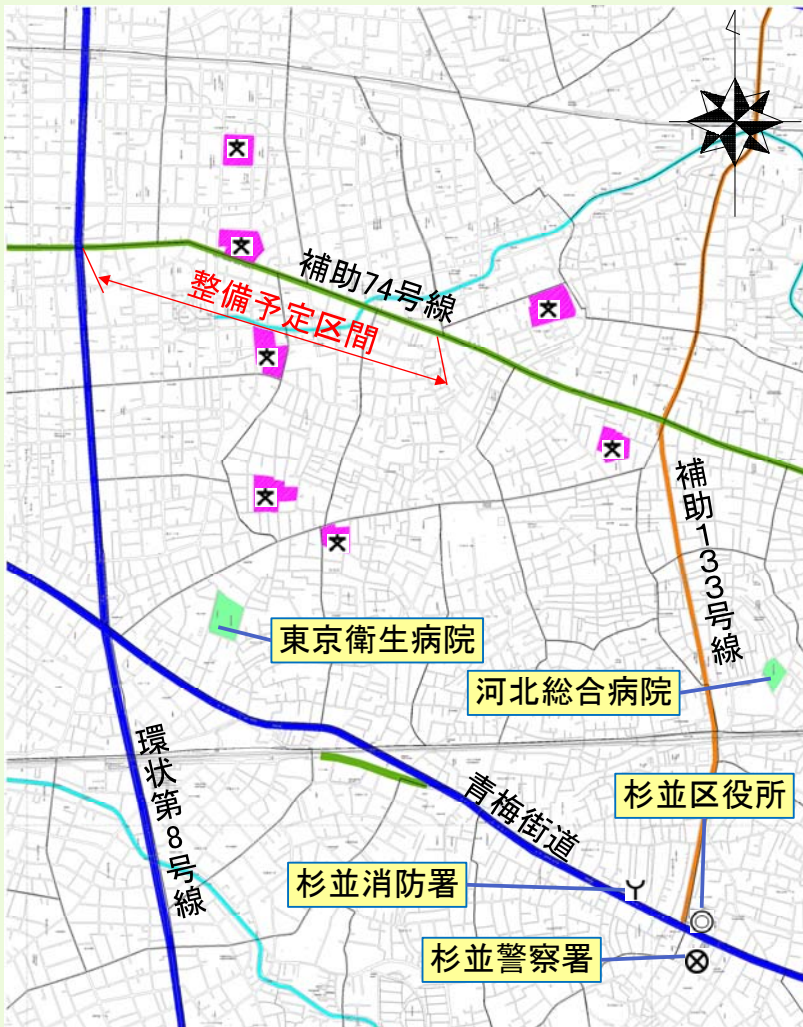 補助74号線
整備予定区間
補助133号線
東京衛生病院
河北総合病院
環状第8号線
杉並区役所
青梅街道
杉並消防署
杉並警察署